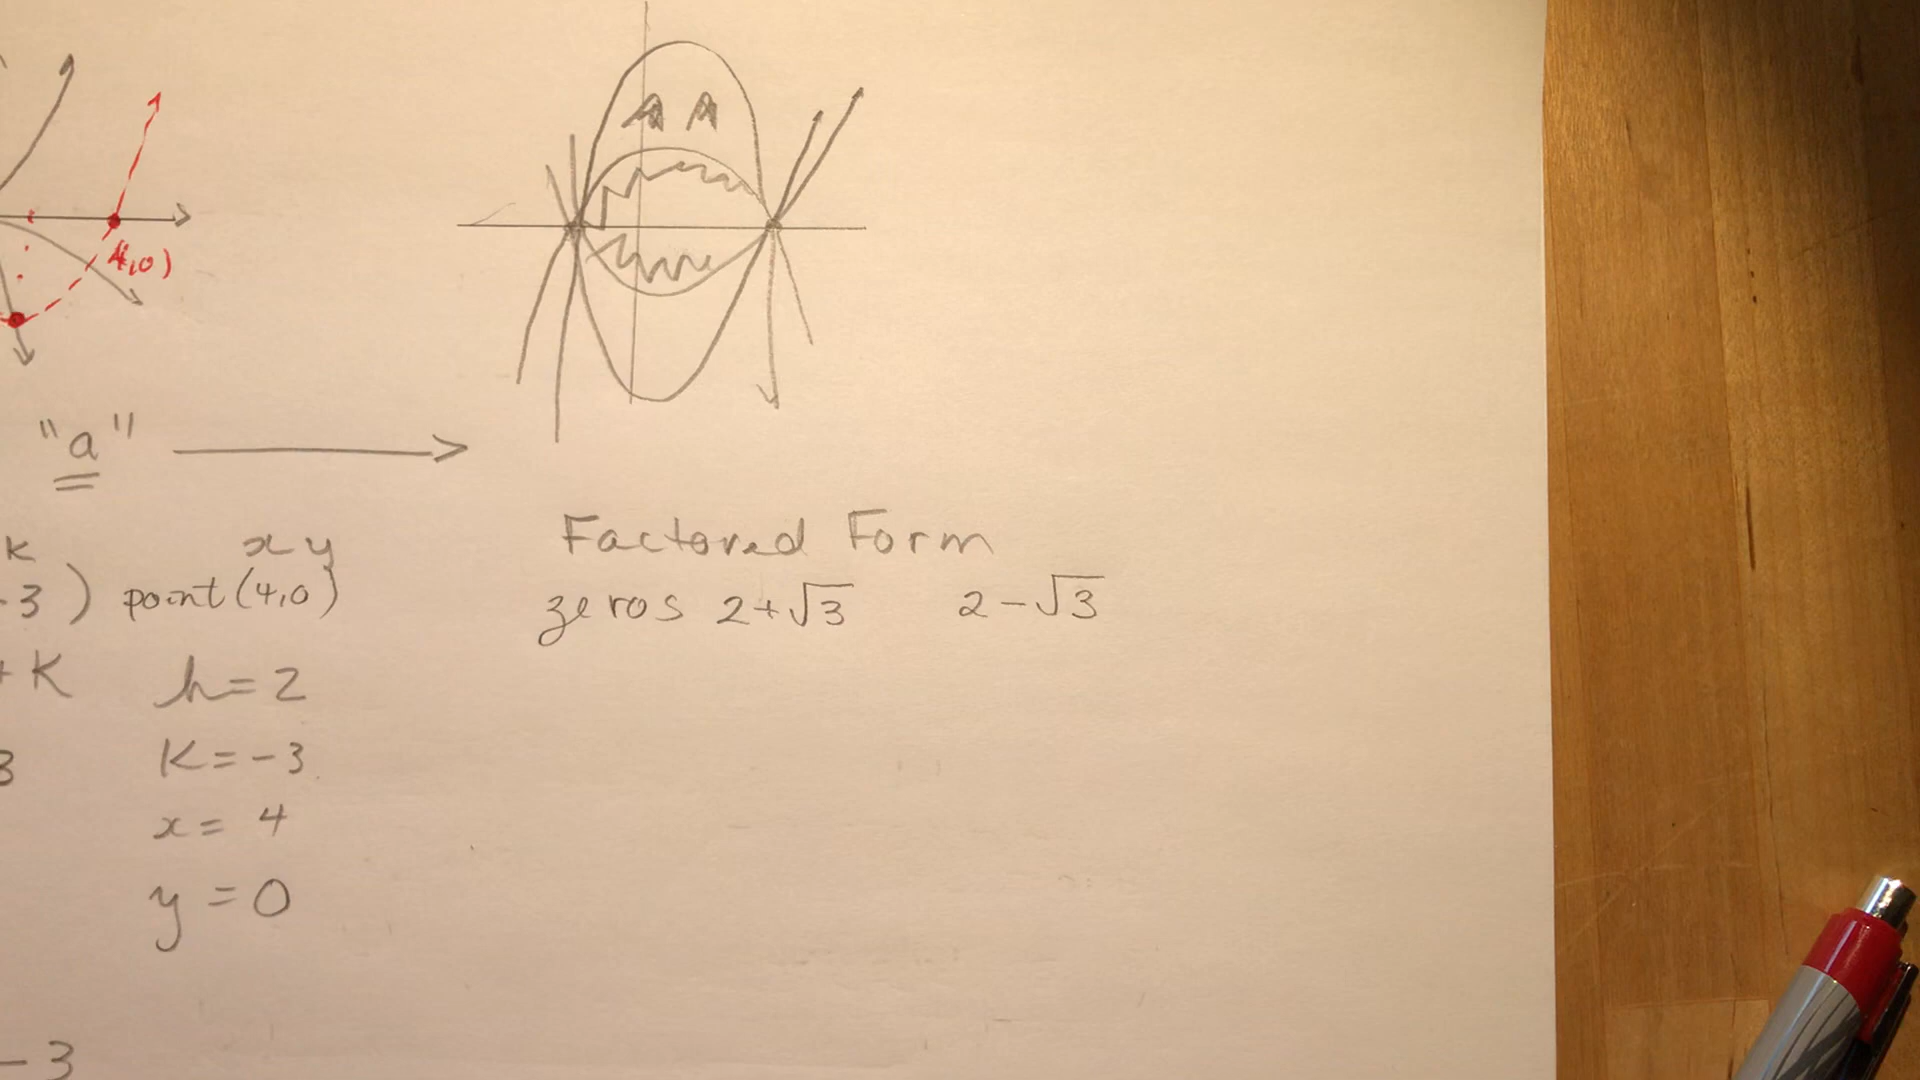 4,0)
"a"
k
-3) 
x y
point (4,0)
+ K
h = 2
3
K = -3
x = 4
y = 0
- 3
Factored Form
zeros 2+√3 2-√3